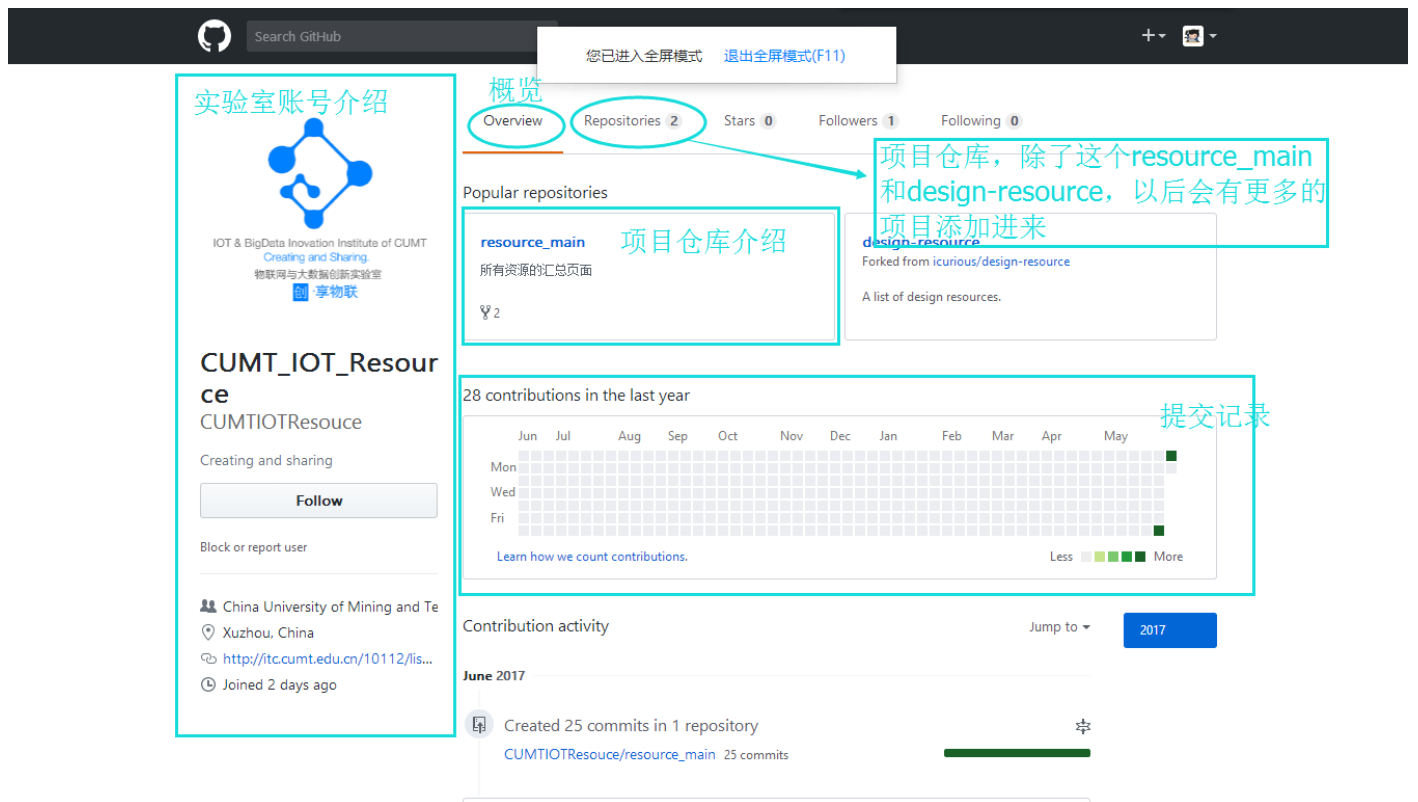 Search GitHub
您已进入全屏模式 退出全屏模式(F11)
实验室账号介绍
IOT & BigData Inovation Institute of CUMT
Creating and Sharing.
物联网与大数据创新实验室
创·享物联
CUMT_IOT_Resour
ce
CUMTIOTResouce
Creating and sharing
Follow
Block or report user
China University of Mining and Te
Xuzhou, China
http://itc.cumt.edu.cn/10112/lis...
Joined 2 days ago
概览
Overview Repositories 2 Stars 0 Followers 1 Following 0
项目仓库，除了这个resource_main
和design-resource，以后会有更多的
项目添加进来
Popular repositories
resource_main
项目仓库介绍
所有资源的汇总页面
2
design-resource
Forked from icurious/design-resource
A list of design resources.
28 contributions in the last year
提交记录
Jun Jul Aug Sep Oct Nov Dec Jan Feb Mar Apr May
Mon
Wed
Fri
Learn how we count contributions.
Less More
Contribution activity
Jump to
2017
June 2017
Created 25 commits in 1 repository
CUMTIOTResouce/resource_main 25 commits